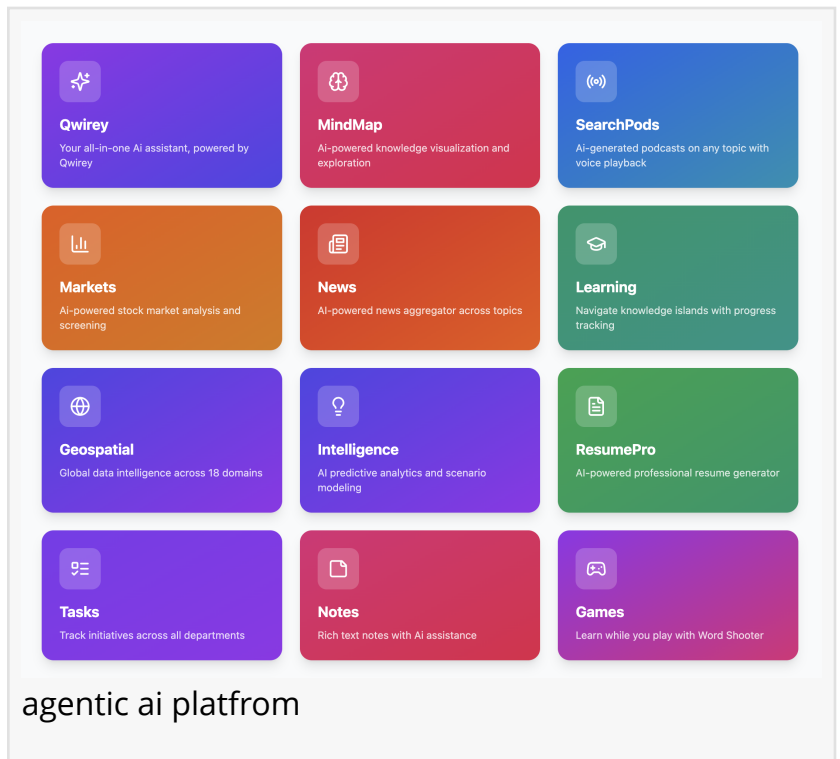 Qwirey
Your all-in-one Ai assistant, powered by
Qwirey
MindMap
Ai-powered knowledge visualization and
exploration
SearchPods
Ai-generated podcasts on any topic with
voice playback
Markets
Ai-powered stock market analysis and
screening
News
AI-powered news aggregator across topics
Learning
Navigate knowledge islands with progress
tracking
Geospatial
Global data intelligence across 18 domains
Intelligence
AI predictive analytics and scenario
modeling
ResumePro
AI-powered professional resume generator
Tasks
Track initiatives across all departments
Notes
Rich text notes with Ai assistance
Games
Learn while you play with Word Shooter
agentic ai platfrom